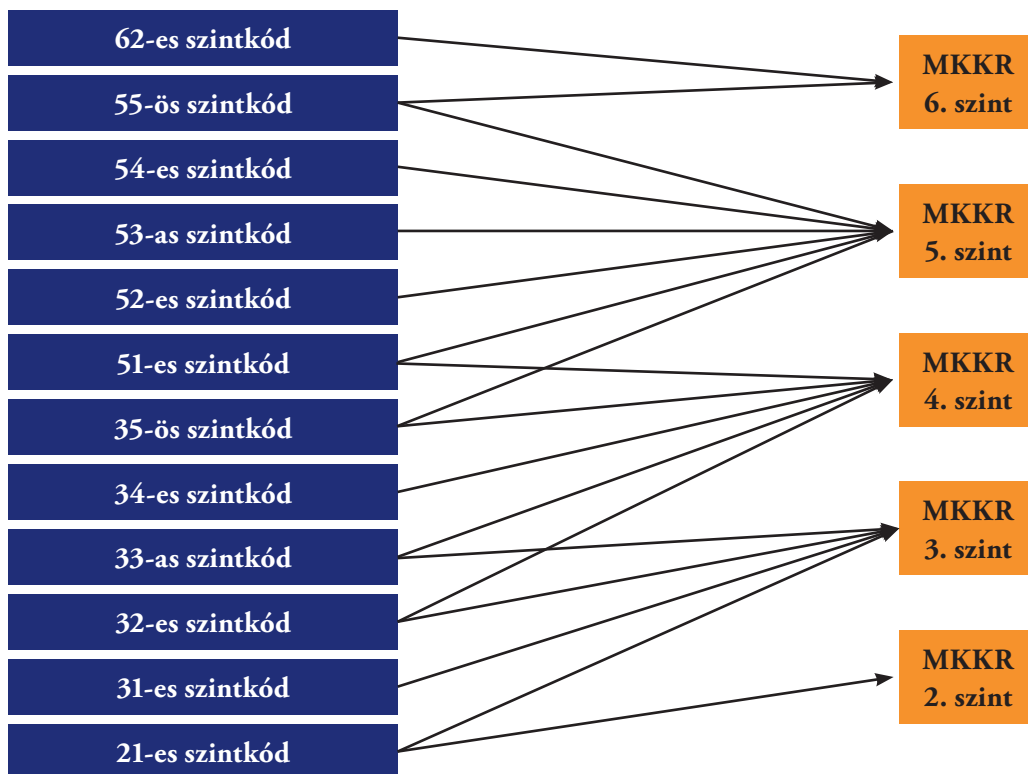 62-es szintkód
55-ös szintkód
54-es szintkód
53-as szintkód
52-es szintkód
51-es szintkód
35-ös szintkód
34-es szintkód
33-as szintkód
32-es szintkód
31-es szintkód
21-es szintkód
MKKR
6. szint
MKKR
5. szint
MKKR
4. szint
MKKR
3. szint
MKKR
2. szint